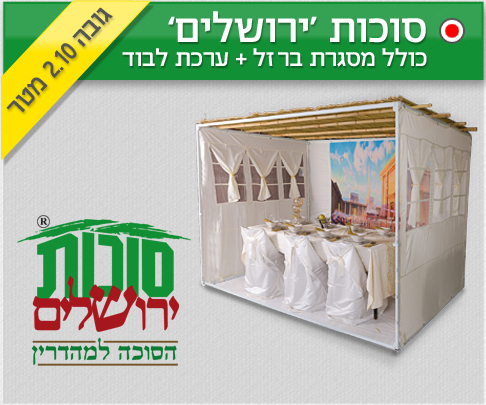 סוכות 'ירושלים'
כולל מסגרת ברזל + ערכת לבוד
גובה 2.10 מטר
®
סוכות
ירושלים
הסוכה למהדרין